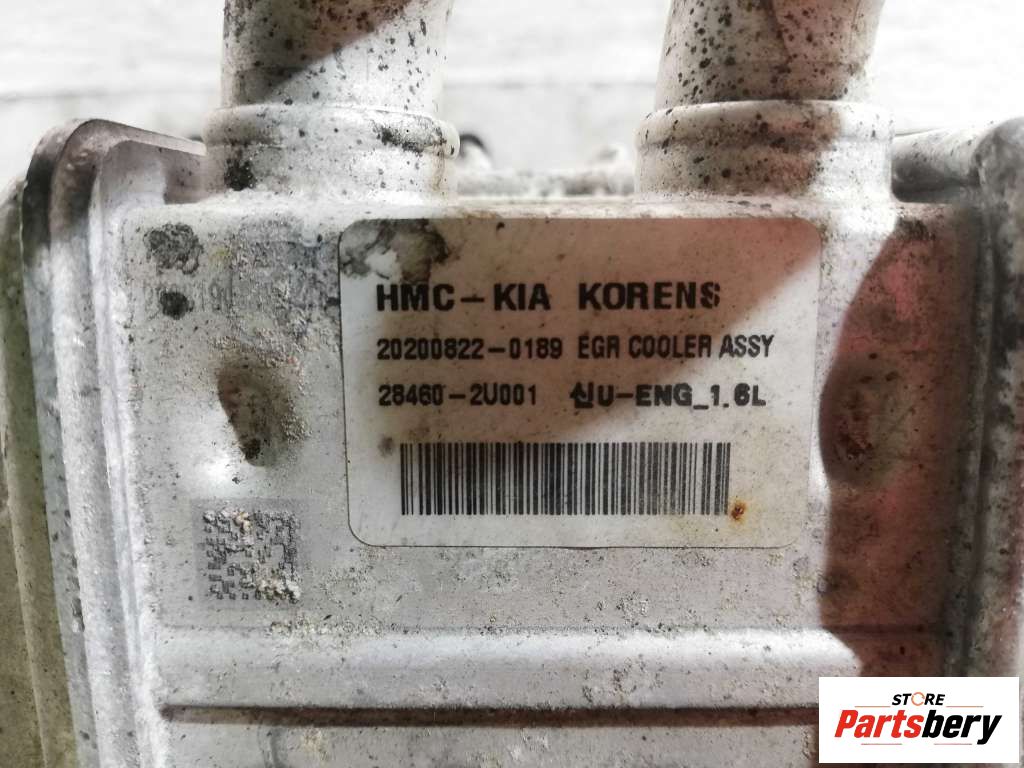 HMC-KIA KORENS
20200822-0189 EGR COOLER ASSY
28460-2U001 신U-ENG_1.6L
STORE
Partsbery